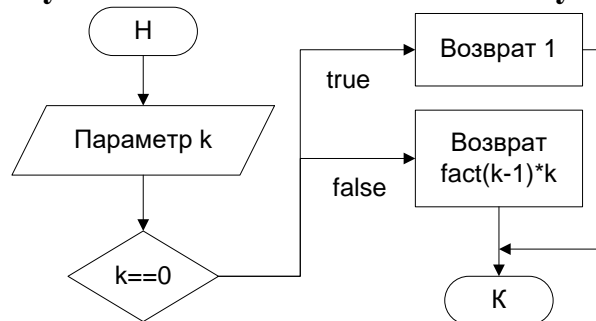 Н
Параметр k
k==0
true
false
Возврат 1
Возврат
fact(k-1)*k
К